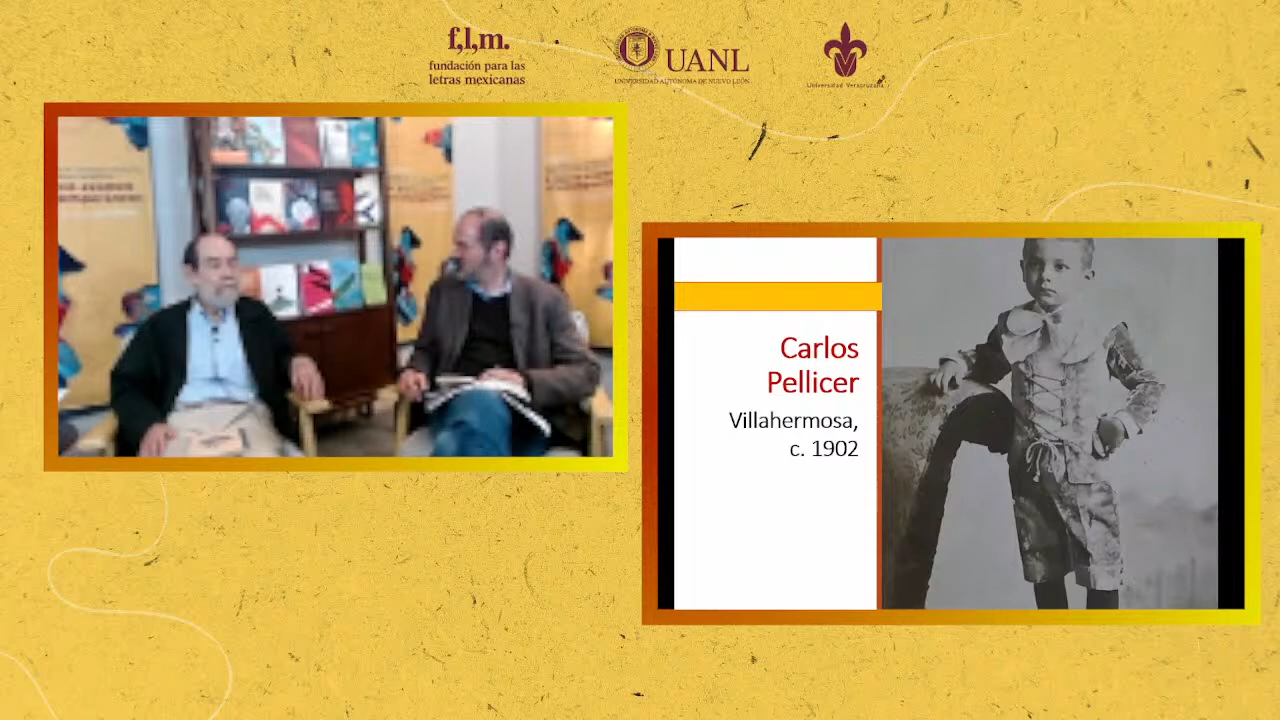 f,l,m.
fundación para las
letras mexicanas
UANL
UNIVERSIDAD AUTÓNOMA DE NUEVO LEÓN
Universidad Veracruzana
Carlos
Pellicer
Villahermosa,
c. 1902